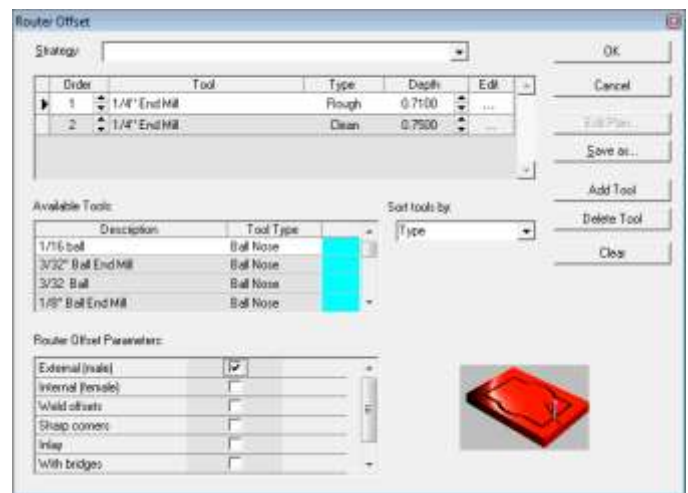 Router Offset
Strategy:
OK
Order Tool Type Depth Edit
1 1/4" End Mill Rough 0.7100 ...
Cancel
2 1/4" End Mill Clean 0.7500 ...
Edit Plan...
Save as...
Add Tool
Available Tools:
Sort tools by:
Delete Tool
Description Tool Type
Type
1/16 ball Ball Nose
Clear
3/32" Ball End Mill Ball Nose
3/32 Ball Ball Nose
1/8" Ball End Mill Ball Nose
Router Offset Parameters:
External (male)
Internal (female)
Weld offsets
Sharp corners
Inlay
With bridges